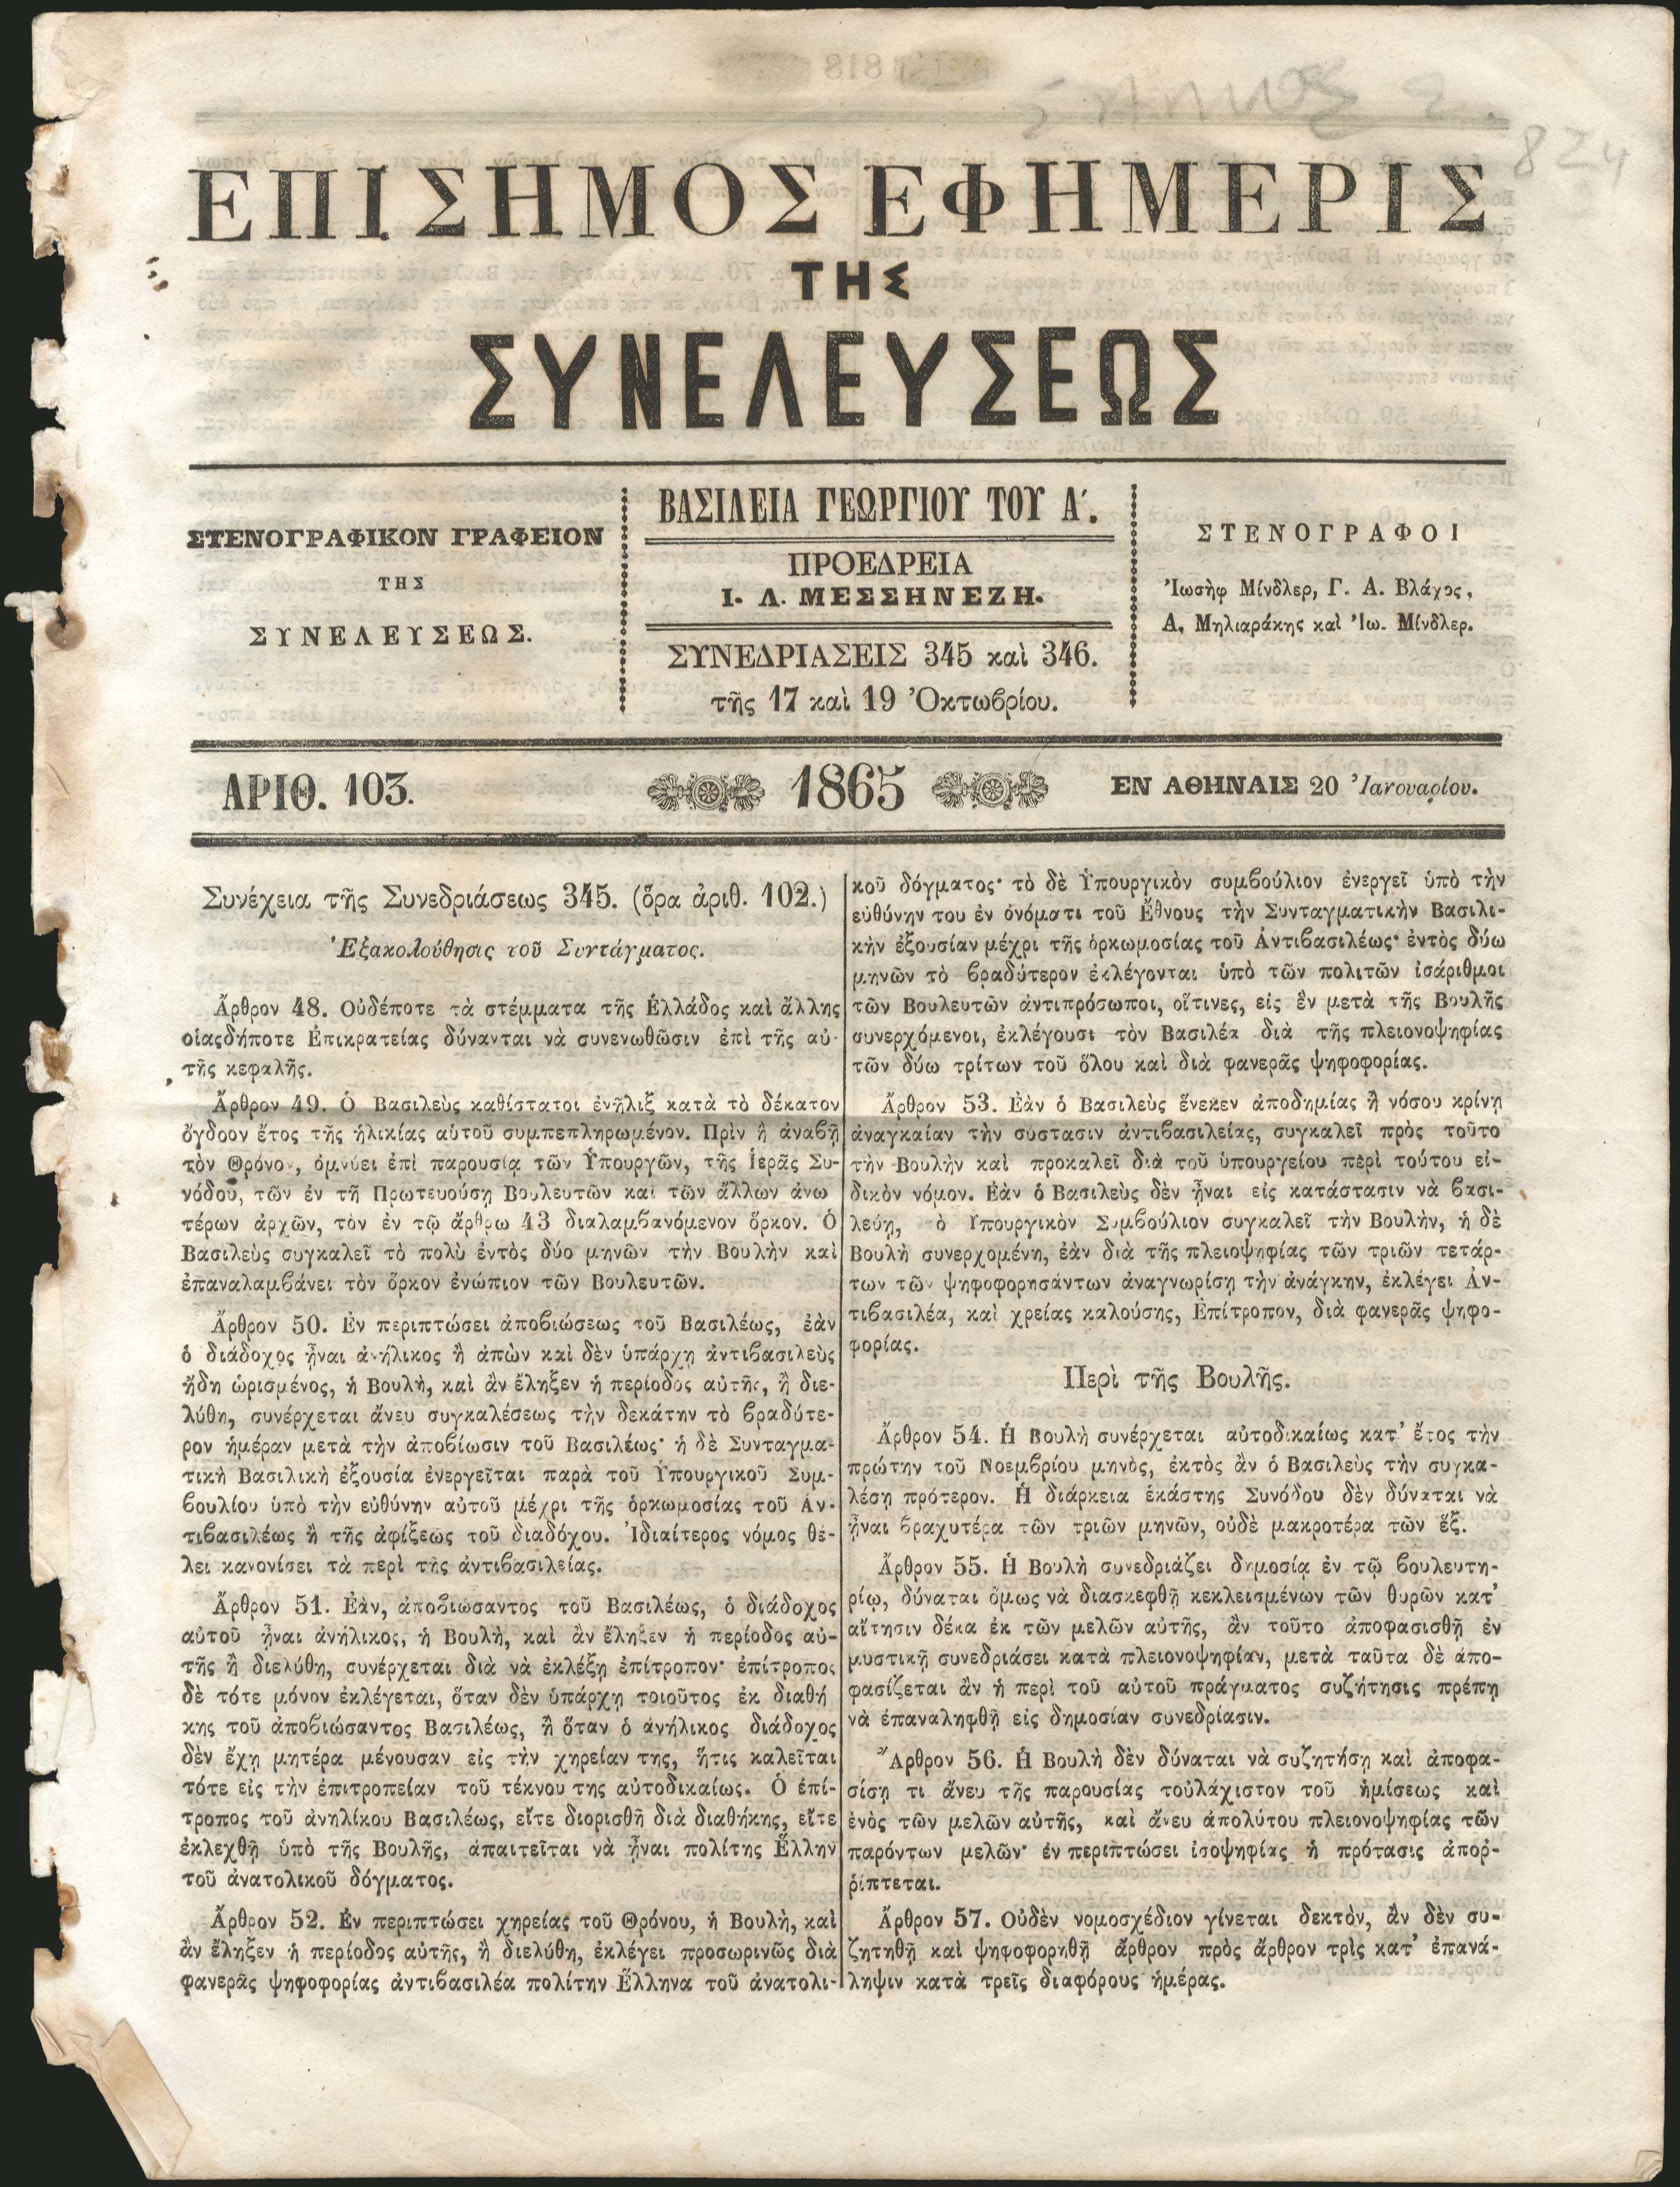 818
824
ΕΠΙΣΗΜΟΣ ΕΦΗΜΕΡΙΣ
ΤΗΣ
ΣΥΝΕΛΕΥΣΕΩΣ
ΣΤΕΝΟΓΡΑΦΙΚΟΝ ΓΡΑΦΕΙΟΝ
ΤΗΣ
ΣΥΝΕΛΕΥΣΕΩΣ.
ΒΑΣΙΛΕΙΑ ΓΕΩΡΓΙΟΥ ΤΟΥ Α΄.
ΠΡΟΕΔΡΕΙΑ
Ι. Λ. ΜΕΣΣΗΝΕΖΗ.
ΣΥΝΕΔΡΙΑΣΕΙΣ 345 καὶ 346.
τῆς 17 καὶ 19 Ὀκτωβρίου.
ΣΤΕΝΟΓΡΑΦΟΙ
Ἰωσὴφ Μίνδλερ, Γ. Α. Βλάχος,
Α. Μηλιαράκης καὶ Ἰω. Μίνδλερ.
ΑΡΙΘ. 103.
1865
ΕΝ ΑΘΗΝΑΙΣ 20 Ἰανουαρίου.
Συνέχεια τῆς Συνεδριάσεως 345. (ὅρα ἀριθ. 102.)
Ἐξακολούθησις τοῦ Συντάγματος.
Ἄρθρον 48. Οὐδέποτε τὰ στέμματα τῆς Ἑλλάδος καὶ ἄλλης
οἱαςδήποτε Ἐπικρατείας δύνανται νὰ συνενωθῶσιν ἐπὶ τῆς αὐ-
τῆς κεφαλῆς.
Ἄρθρον 49. Ὁ Βασιλεὺς καθίσταται ἐνῆλιξ κατὰ τὸ δέκατον
ὄγδοον ἔτος τῆς ἡλικίας αὑτοῦ συμπεπληρωμένον. Πρὶν ἢ ἀναβῇ
τὸν Θρόνον, ὀμνύει ἐπὶ παρουσίᾳ τῶν Ὑπουργῶν, τῆς Ἱερᾶς Συ-
νόδου, τῶν ἐν τῇ Πρωτευούσῃ Βουλευτῶν καὶ τῶν ἄλλων ἀνω
τέρων ἀρχῶν, τὸν ἐν τῷ ἄρθρῳ 43 διαλαμβανόμενον ὅρκον. Ὁ
Βασιλεὺς συγκαλεῖ τὸ πολὺ ἐντὸς δύο μηνῶν τὴν Βουλὴν καὶ
ἐπαναλαμβάνει τὸν ὅρκον ἐνώπιον τῶν Βουλευτῶν.
Ἄρθρον 50. Ἐν περιπτώσει ἀποβιώσεως τοῦ Βασιλέως, ἐὰν
ὁ διάδοχος ἦναι ἀνήλικος ἢ ἀπὼν καὶ δὲν ὑπάρχῃ ἀντιβασιλεὺς
ἤδη ὡρισμένος, ἡ Βουλὴ, καὶ ἂν ἔληξεν ἡ περίοδος αὐτῆς, ἢ διε-
λύθη, συνέρχεται ἄνευ συγκαλέσεως τὴν δεκάτην τὸ βραδύτε-
ρον ἡμέραν μετὰ τὴν ἀποβίωσιν τοῦ Βασιλέως· ἡ δὲ Συνταγμα-
τικὴ Βασιλικὴ ἐξουσία ἐνεργεῖται παρὰ τοῦ Ὑπουργικοῦ Συμ-
βουλίου ὑπὸ τὴν εὐθύνην αὐτοῦ μέχρι τῆς ὁρκωμοσίας τοῦ Ἀν-
τιβασιλέως ἢ τῆς ἀφίξεως τοῦ διαδόχου. Ἰδιαίτερος νόμος θέ-
λει κανονίσει τὰ περὶ τῆς ἀντιβασιλείας.
Ἄρθρον 51. Ἐὰν, ἀποβιώσαντος τοῦ Βασιλέως, ὁ διάδοχος
αὐτοῦ ἦναι ἀνήλικος, ἡ Βουλὴ, καὶ ἂν ἔληξεν ἡ περίοδος αὐ-
τῆς ἢ διελύθη, συνέρχεται διὰ νὰ ἐκλέξῃ ἐπίτροπον· ἐπίτροπος
δὲ τότε μόνον ἐκλέγεται, ὅταν δὲν ὑπάρχῃ τοιοῦτος ἐκ διαθή
κης τοῦ ἀποβιώσαντος Βασιλέως, ἢ ὅταν ὁ ἀνήλικος διάδοχος
δὲν ἔχῃ μητέρα μένουσαν εἰς τὴν χηρείαν της, ἥτις καλεῖται
τότε εἰς τὴν ἐπιτροπείαν τοῦ τέκνου της αὐτοδικαίως. Ὁ ἐπί-
τροπος τοῦ ἀνηλίκου Βασιλέως, εἴτε διορισθῇ διὰ διαθήκης, εἴτε
ἐκλεχθῇ ὑπὸ τῆς Βουλῆς, ἀπαιτεῖται νὰ ἦναι πολίτης Ἕλλην
τοῦ ἀνατολικοῦ δόγματος.
Ἄρθρον 52. Ἐν περιπτώσει χηρείας τοῦ Θρόνου, ἡ Βουλὴ, καὶ
ἂν ἔληξεν ἡ περίοδος αὐτῆς, ἢ διελύθη, ἐκλέγει προσωρινῶς διὰ
φανερᾶς ψηφοφορίας ἀντιβασιλέα πολίτην Ἕλληνα τοῦ ἀνατολι-
κοῦ δόγματος· τὸ δὲ Ὑπουργικὸν συμβούλιον ἐνεργεῖ ὑπὸ τὴν
εὐθύνην του ἐν ὀνόματι τοῦ Ἔθνους τὴν Συνταγματικὴν Βασιλι-
κὴν ἐξουσίαν μέχρι τῆς ὁρκωμοσίας τοῦ Ἀντιβασιλέως· ἐντὸς δύω
μηνῶν τὸ βραδύτερον ἐκλέγονται ὑπὸ τῶν πολιτῶν ἰσάριθμοι
τῶν Βουλευτῶν ἀντιπρόσωποι, οἵτινες, εἰς ἓν μετὰ τῆς Βουλῆς
συνερχόμενοι, ἐκλέγουσι τὸν Βασιλέα διὰ τῆς πλειονοψηφίας
τῶν δύω τρίτων τοῦ ὅλου καὶ διὰ φανερᾶς ψηφοφορίας.
Ἄρθρον 53. Ἐὰν ὁ Βασιλεὺς ἕνεκεν ἀποδημίας ἢ νόσου κρίνῃ
ἀναγκαίαν τὴν σύστασιν ἀντιβασιλείας, συγκαλεῖ πρὸς τοῦτο
τὴν Βουλὴν καὶ προκαλεῖ διὰ τοῦ ὑπουργείου περὶ τούτου εἰ-
δικὸν νόμον. Ἐὰν ὁ Βασιλεὺς δὲν ἦναι εἰς κατάστασιν νὰ βασι-
λεύῃ, τὸ Ὑπουργικὸν Συμβούλιον συγκαλεῖ τὴν Βουλὴν, ἡ δὲ
Βουλὴ συνερχομένη, ἐὰν διὰ τῆς πλειοψηφίας τῶν τριῶν τετάρ-
των τῶν ψηφοφορησάντων ἀναγνωρίσῃ τὴν ἀνάγκην, ἐκλέγει Ἀν-
τιβασιλέα, καὶ χρείας καλούσης, Ἐπίτροπον, διὰ φανερᾶς ψηφο-
φορίας.
Περὶ τῆς Βουλῆς.
Ἄρθρον 54. Ἡ Βουλὴ συνέρχεται αὐτοδικαίως κατ' ἔτος τὴν
πρώτην τοῦ Νοεμβρίου μηνὸς, ἐκτὸς ἂν ὁ Βασιλεὺς τὴν συγκα-
λέσῃ πρότερον. Ἡ διάρκεια ἑκάστης Συνόδου δὲν δύναται νὰ
ἦναι βραχυτέρα τῶν τριῶν μηνῶν, οὐδὲ μακροτέρα τῶν ἕξ.
Ἄρθρον 55. Ἡ Βουλὴ συνεδριάζει δημοσίᾳ ἐν τῷ βουλευτη-
ρίῳ, δύναται ὅμως νὰ διασκεφθῇ κεκλεισμένων τῶν θυρῶν κατ'
αἴτησιν δέκα ἐκ τῶν μελῶν αὐτῆς, ἂν τοῦτο ἀποφασισθῇ ἐν
μυστικῇ συνεδριάσει κατὰ πλειονοψηφίαν, μετὰ ταῦτα δὲ ἀπο-
φασίζεται ἂν ἡ περὶ τοῦ αὐτοῦ πράγματος συζήτησις πρέπῃ
νὰ ἐπαναληφθῇ εἰς δημοσίαν συνεδρίασιν.
Ἄρθρον 56. Ἡ Βουλὴ δὲν δύναται νὰ συζητήσῃ καὶ ἀποφα-
σίσῃ τι ἄνευ τῆς παρουσίας τοὐλάχιστον τοῦ ἡμίσεως καὶ
ἑνὸς τῶν μελῶν αὐτῆς, καὶ ἄνευ ἀπολύτου πλειονοψηφίας τῶν
παρόντων μελῶν· ἐν περιπτώσει ἰσοψηφίας ἡ πρότασις ἀπορ-
ρίπτεται.
Ἄρθρον 57. Οὐδὲν νομοσχέδιον γίνεται δεκτὸν, ἂν δὲν συ-
ζητηθῇ καὶ ψηφοφορηθῇ ἄρθρον πρὸς ἄρθρον τρὶς κατ' ἐπανά-
ληψιν κατὰ τρεῖς διαφόρους ἡμέρας.